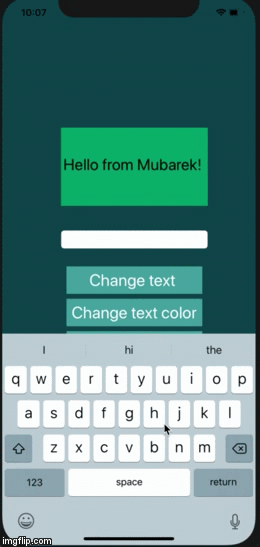 10:07
Hello from Mubarek!
Change text
Change text color
I hi the
q w e r t y u i o p
a s d f g h j k l
z x c v b n m
123 space return
imgflip.com